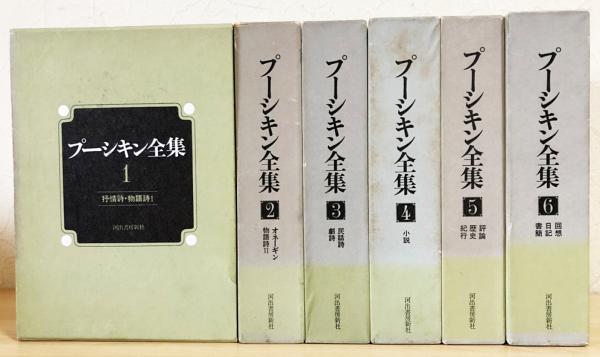 プーシキン全集
1
抒情詩・物語詩I
河出書房新社
プーシキン全集
2
オネーギン
物語詩II
河出書房新社
プーシキン全集
3
民話詩
劇詩
河出書房新社
プーシキン全集
4
小説
河出書房新社
プーシキン全集
5
評論
歴史
紀行
河出書房新社
プーシキン全集
6
回想
日記
書簡
河出書房新社